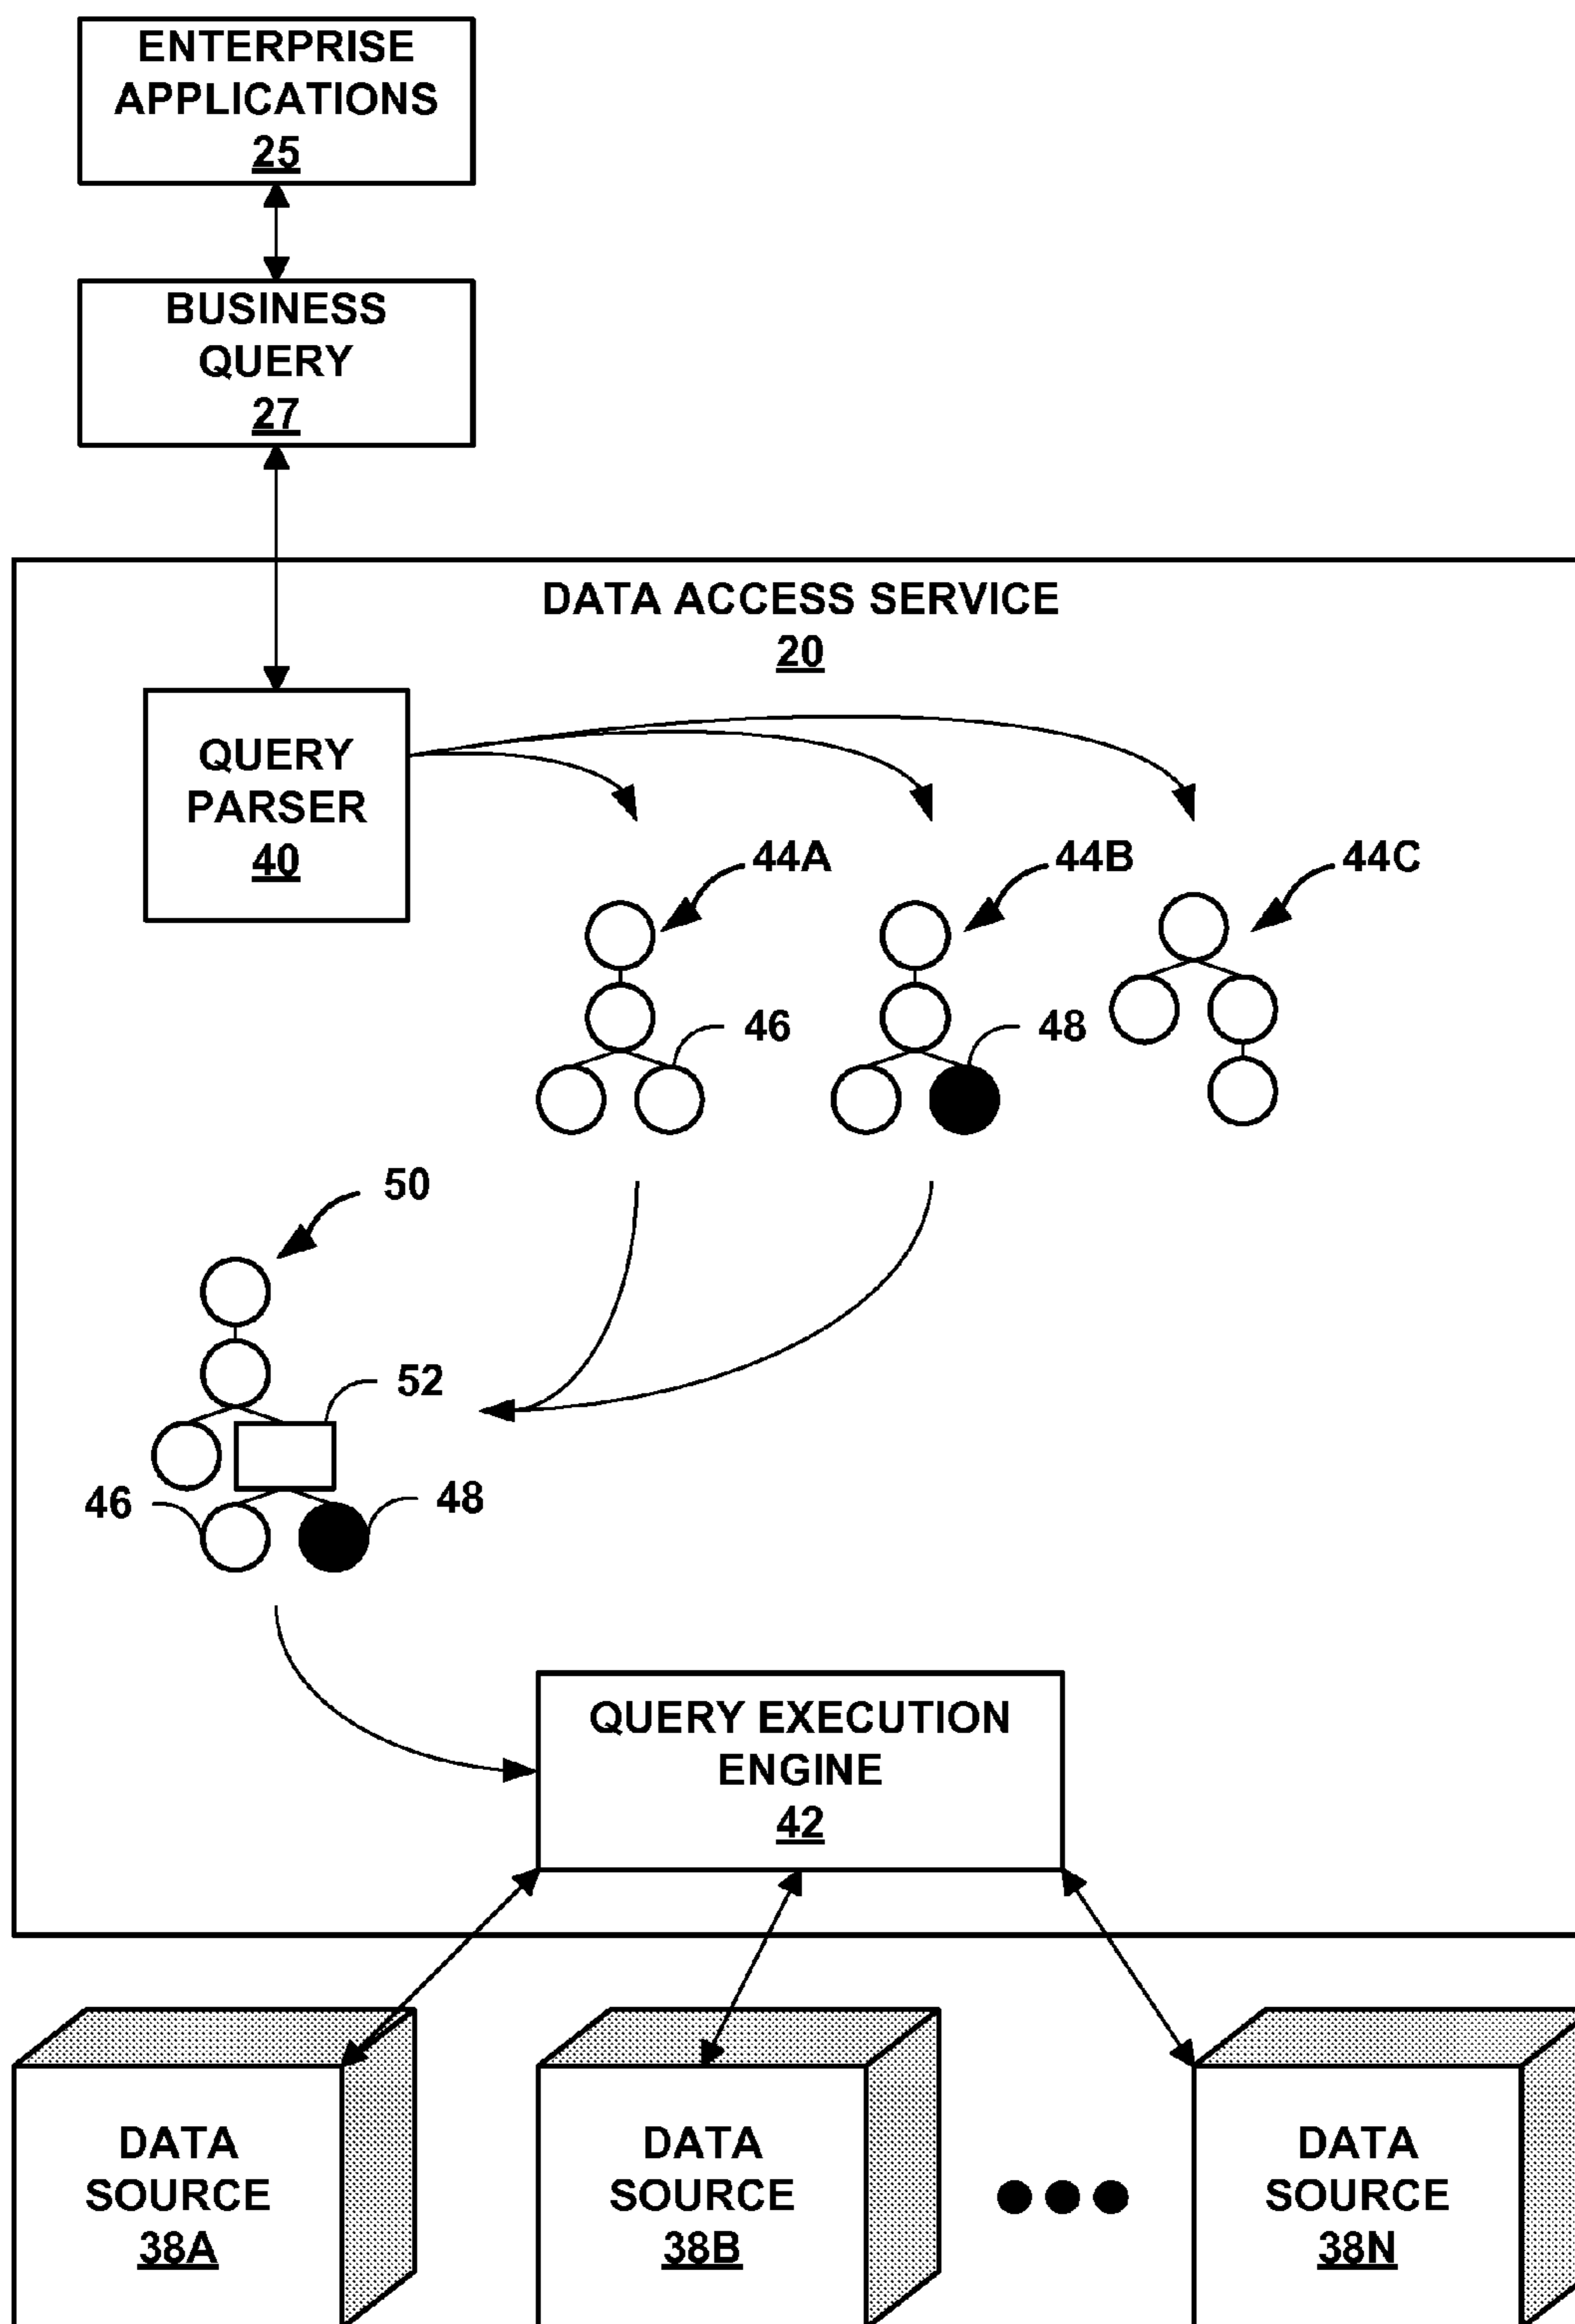 ENTERPRISE
APPLICATIONS
25
BUSINESS
QUERY
27
DATA ACCESS SERVICE
20
QUERY
PARSER
40
44A
44B
44C
46
48
50
52
46
48
QUERY EXECUTION
ENGINE
42
DATA
SOURCE
38A
DATA
SOURCE
38B
DATA
SOURCE
38N